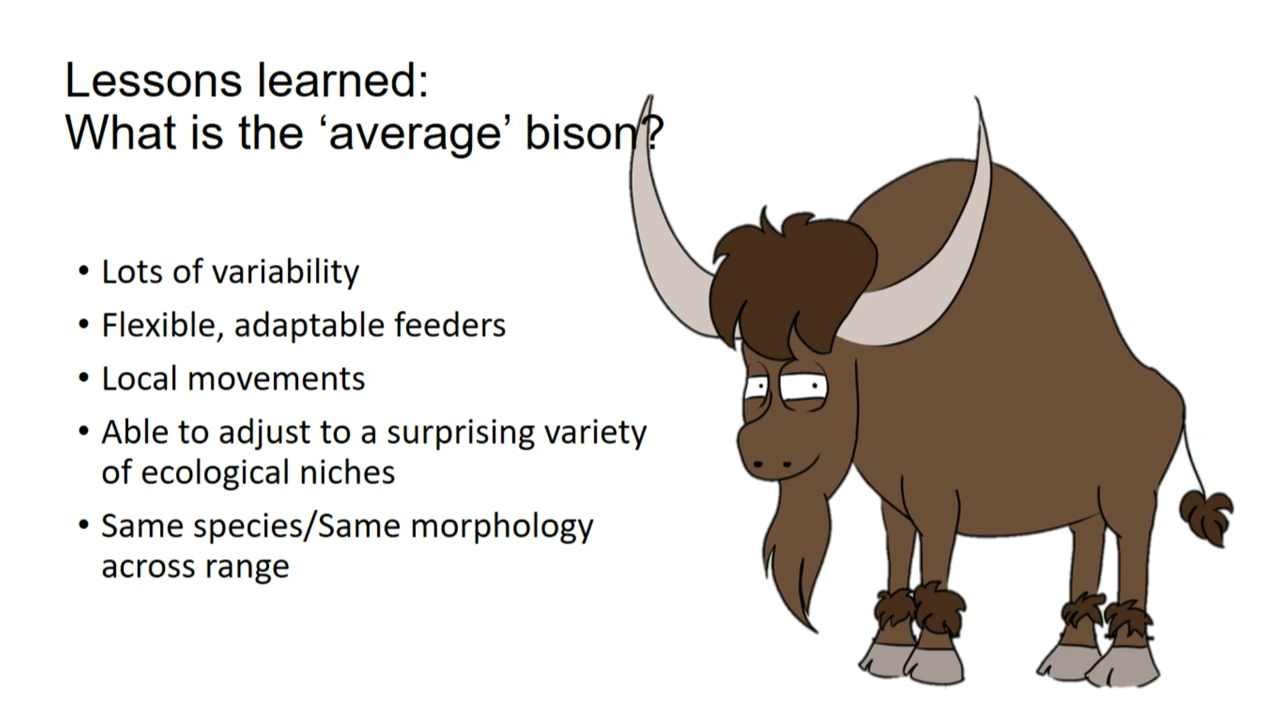 Lessons learned:
What is the ‘average’ bison?
• Lots of variability
• Flexible, adaptable feeders
• Local movements
• Able to adjust to a surprising variety
of ecological niches
• Same species/Same morphology
across range